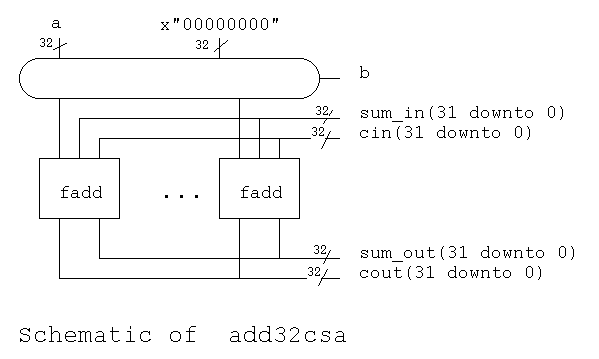 a x"00000000"
32 32
b
32 sum_in(31 downto 0)
32 cin(31 downto 0)
fadd ... fadd
32 sum_out(31 downto 0)
32 cout(31 downto 0)
Schematic of add32csa